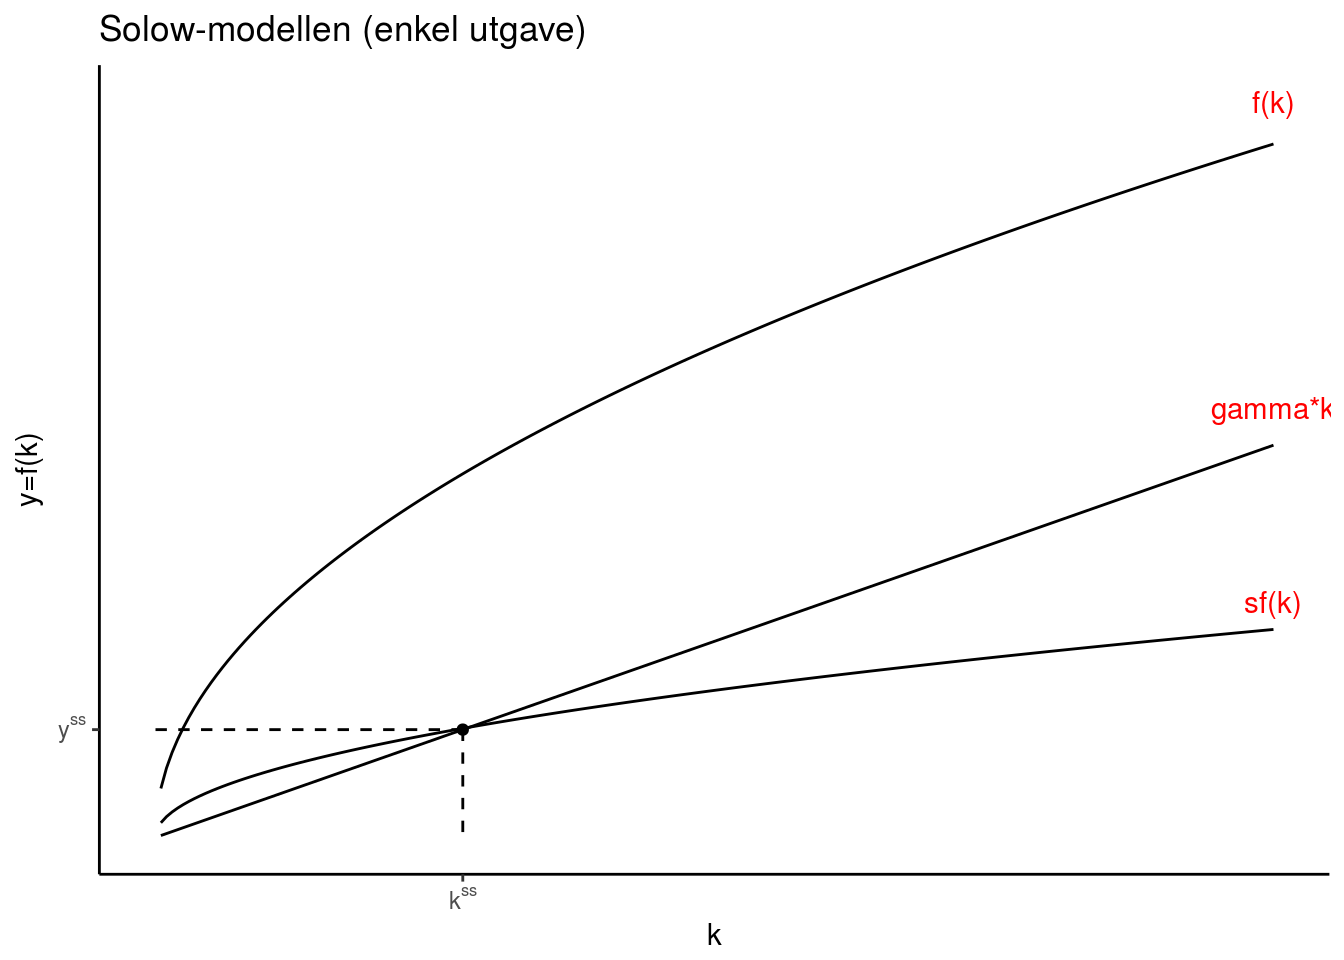 Solow-modellen (enkel utgave)
f(k)
gamma*k
sf(k)
y=f(k)
y^ss
k^ss
k